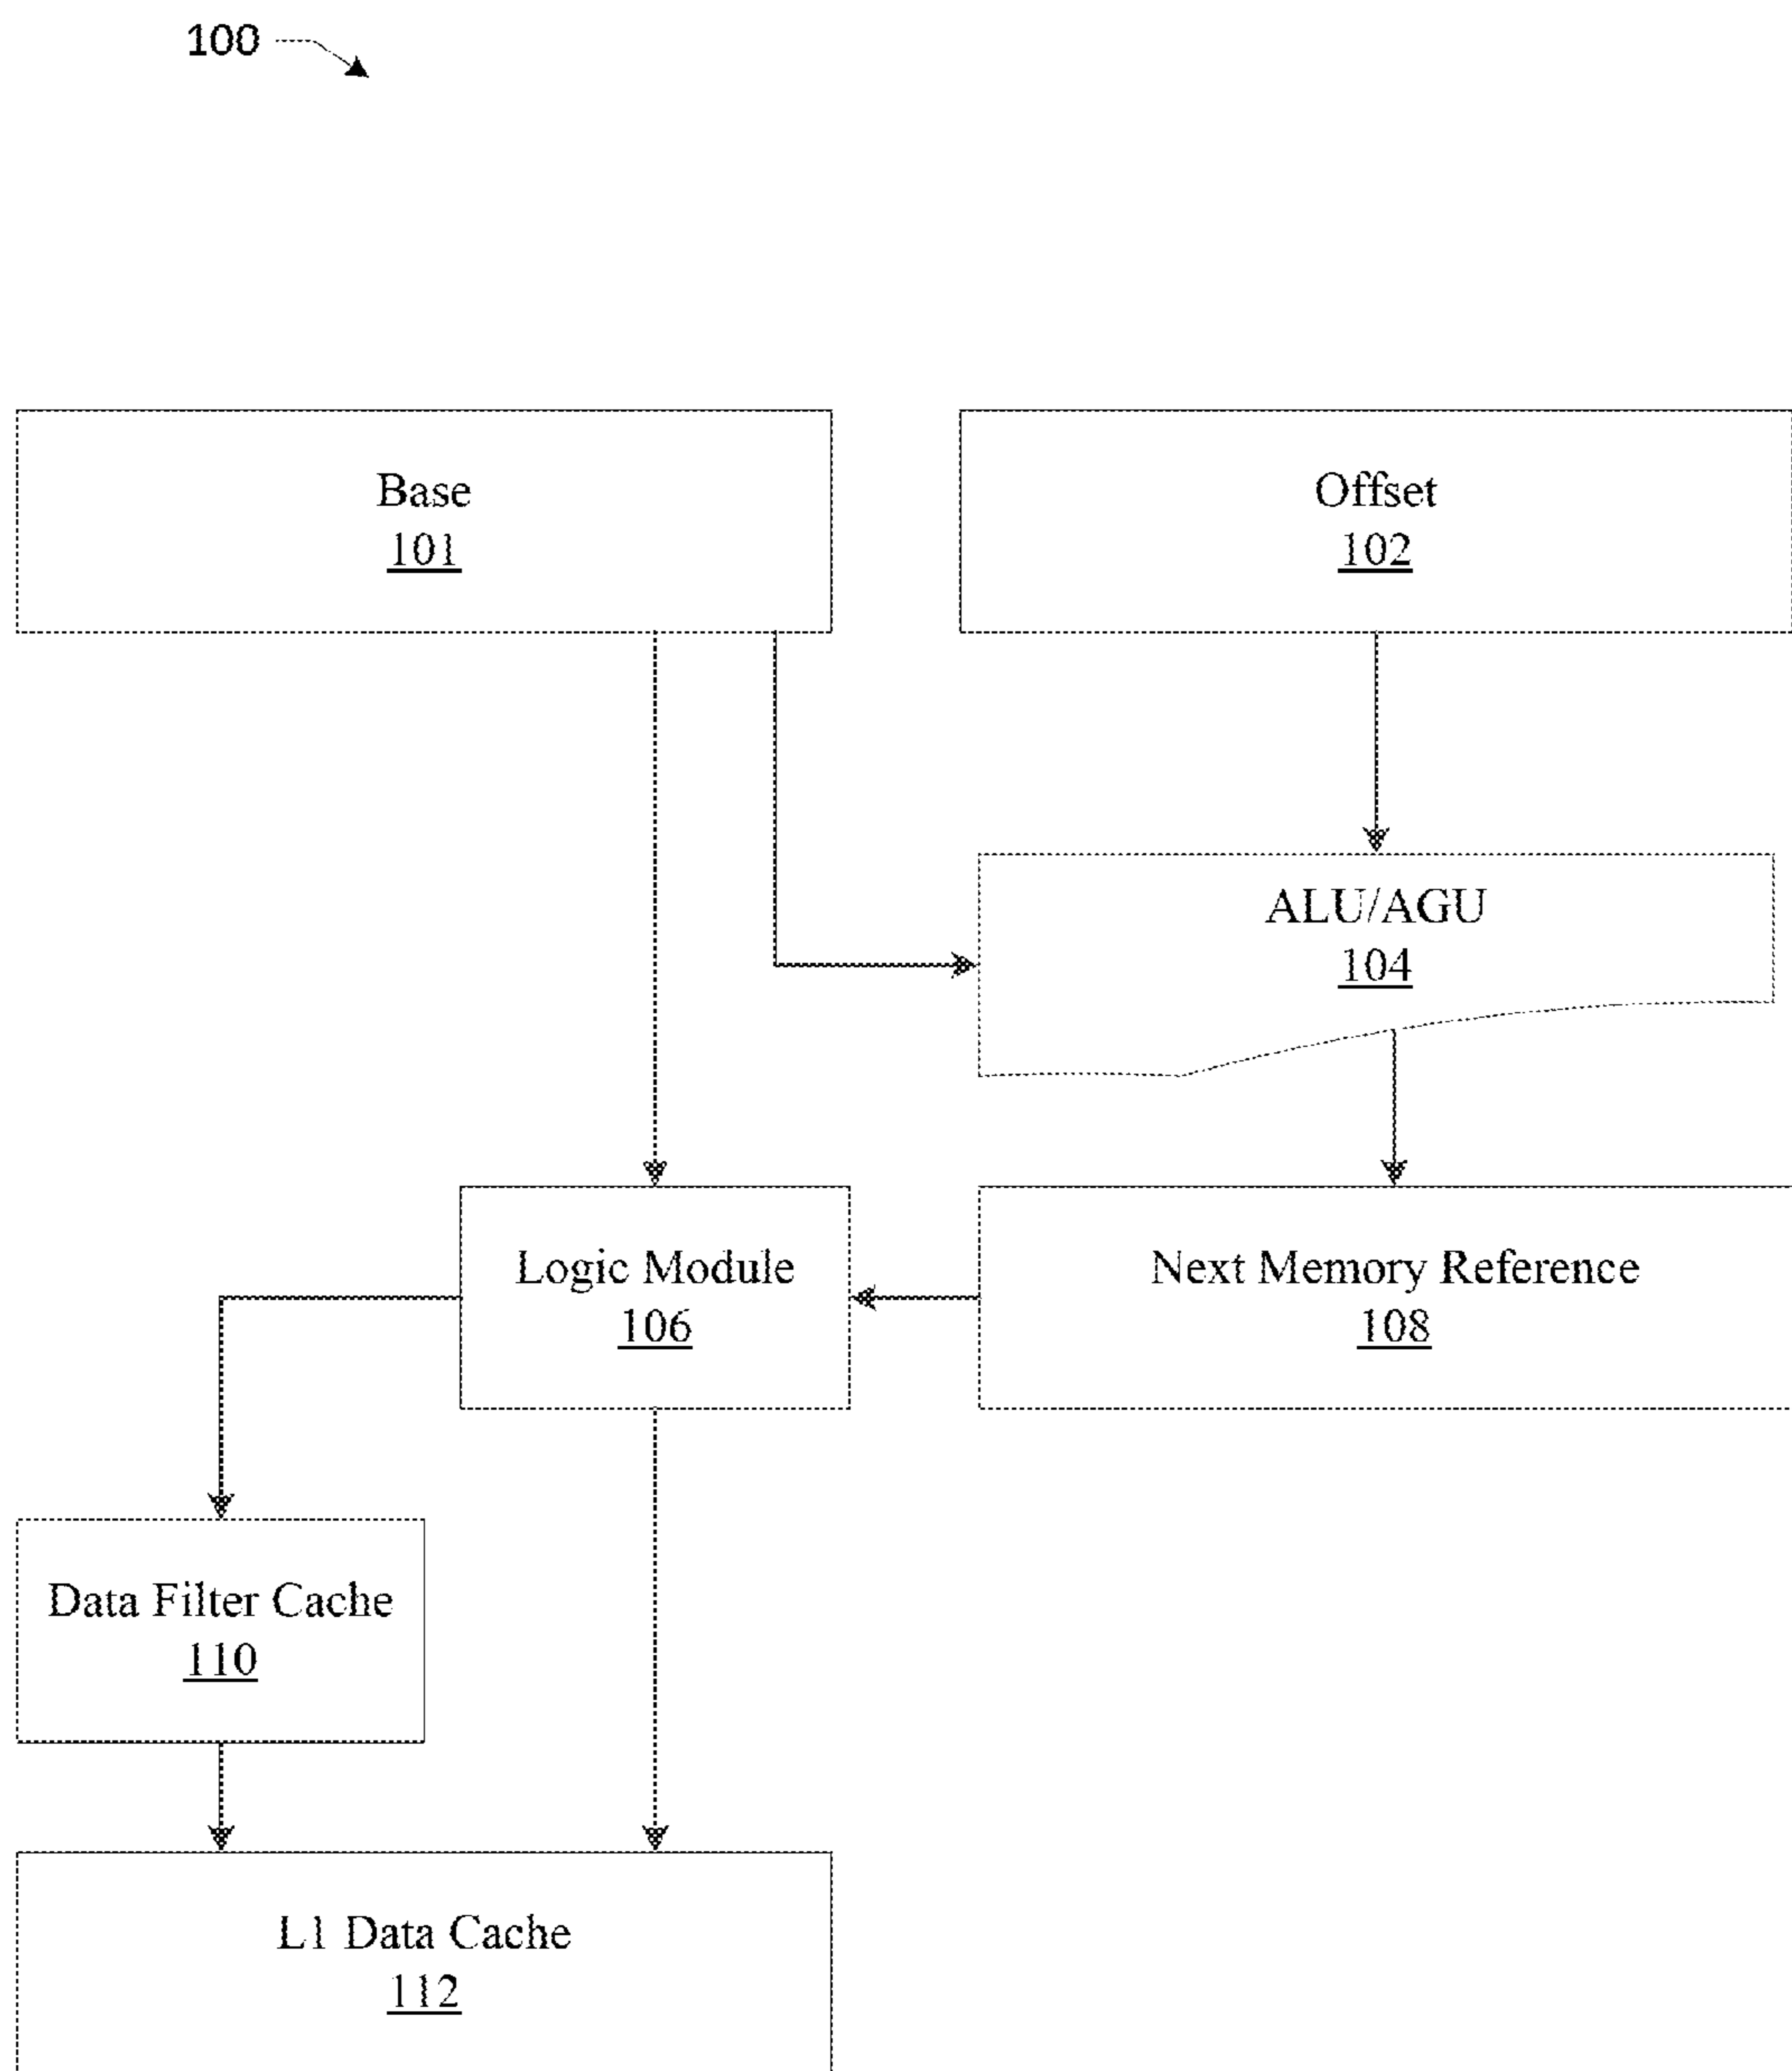 100
Base
101
Offset
102
ALU/AGU
104
Logic Module
106
Next Memory Reference
108
Data Filter Cache
110
L1 Data Cache
112